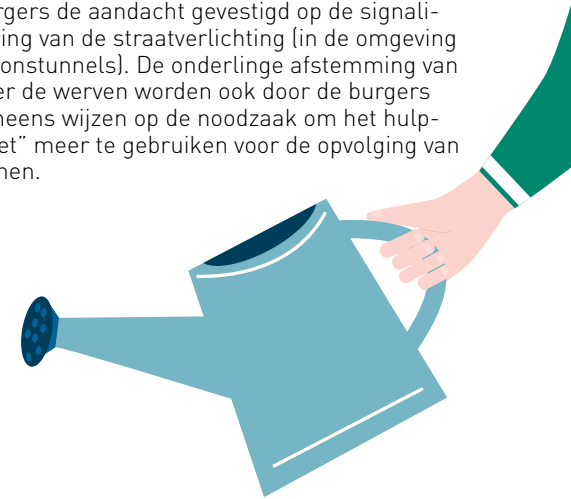 rgers de aandacht gevestigd op de signali-
ring van de straatverlichting (in de omgeving
onstunnels). De onderlinge afstemming van
er de werven worden ook door de burgers
neens wijzen op de noodzaak om het hulp-
et” meer te gebruiken voor de opvolging van
nen.